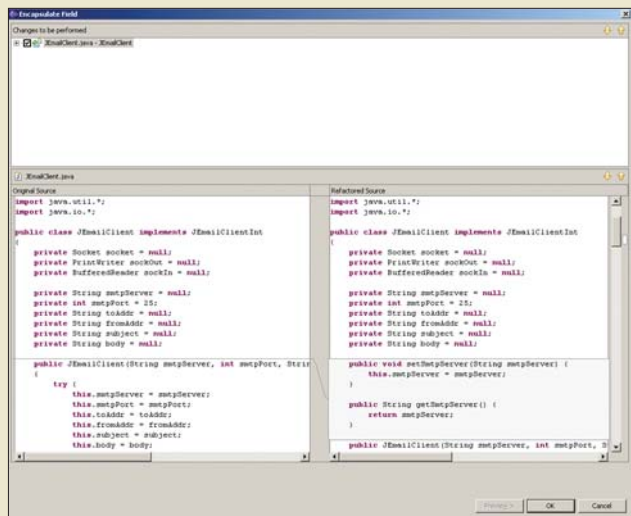 Encapsulate Field
Changes to be performed
JEmailClient.java - JEmailClient
JEmailClient.java
Original Source
import java.util.*;
import java.io.*;
public class JEmailClient implements JEmailClientInt
{
private Socket socket = null;
private PrintWriter sockOut = null;
private BufferedReader sockIn = null;
private String smtpServer = null;
private int smtpPort = 25;
private String toAddr = null;
private String fromAddr = null;
private String subject = null;
private String body = null;
public JEmailClient(String smtpServer, int smtpPort, Strin
{
try {
this.smtpServer = smtpServer;
this.smtpPort = smtpPort;
this.toAddr = toAddr;
this.fromAddr = fromAddr;
this.subject = subject;
this.body = body;
Refactored Source
import java.util.*;
import java.io.*;
public class JEmailClient implements JEmailClientInt
{
private Socket socket = null;
private PrintWriter sockOut = null;
private BufferedReader sockIn = null;
private String smtpServer = null;
private int smtpPort = 25;
private String toAddr = null;
private String fromAddr = null;
private String subject = null;
private String body = null;
public void setSmtpServer(String smtpServer) {
this.smtpServer = smtpServer;
}
public String getSmtpServer() {
return smtpServer;
}
public JEmailClient(String smtpServer, int smtpPort, S
Preview >
OK
Cancel